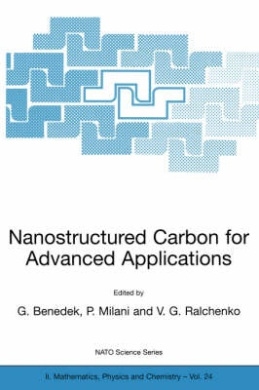 Nanostructured Carbon for
Advanced Applications
Edited by
G. Benedek, P. Milani and V. G. Ralchenko
NATO Science Series
II. Mathematics, Physics and Chemistry – Vol. 24